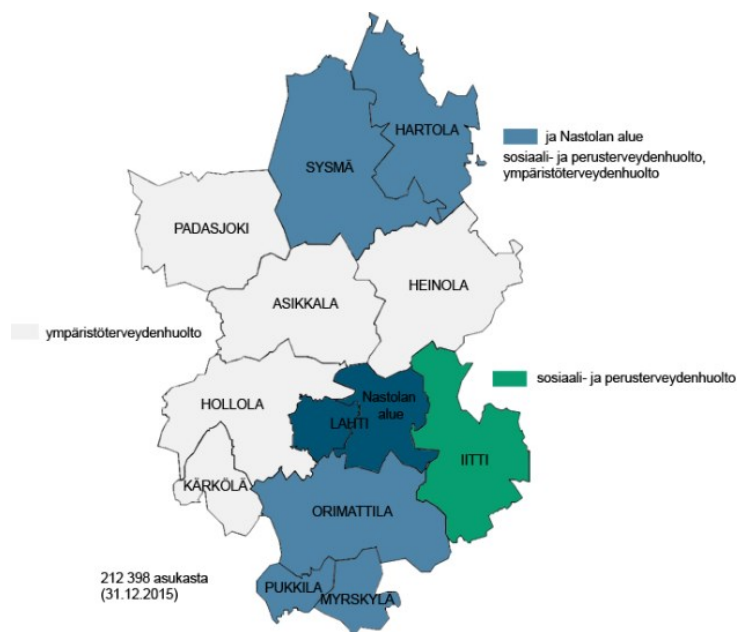 HARTOLA
ja Nastolan alue
sosiaali- ja perusterveydenhuolto,
ympäristöterveydenhuolto
SYSMÄ
PADASJOKI
HEINOLA
ASIKKALA
ympäristöterveydenhuolto
sosiaali- ja perusterveydenhuolto
HOLLOLA
Nastolan
alue
LAHTI
IITTI
KÄRKÖLÄ
ORIMATTILA
212 398 asukasta
(31.12.2015)
PUKKILA
MYRSKYLÄ